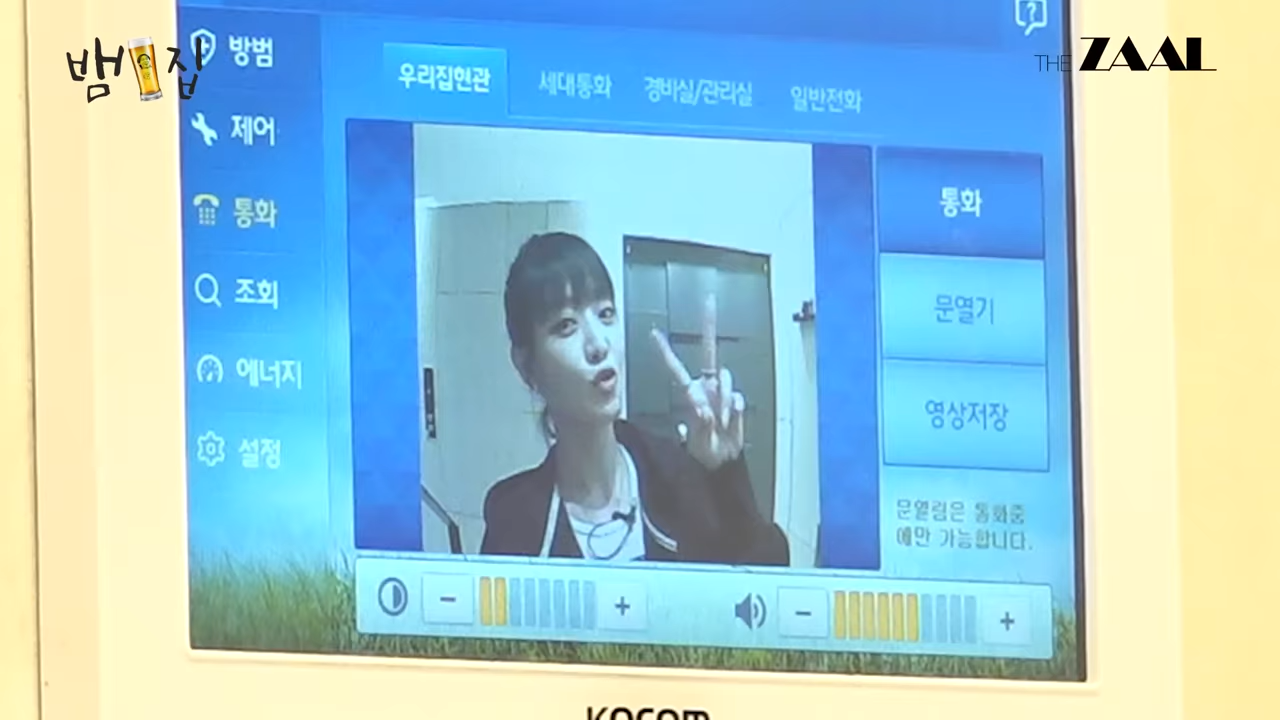 뱀집
THE ZAAL
방범
제어
통화
조회
에너지
설정
우리집현관
세대통화
경비실/관리실
일반전화
통화
문열기
영상저장
문열림은 통화중
에만 가능합니다.
KOCOM